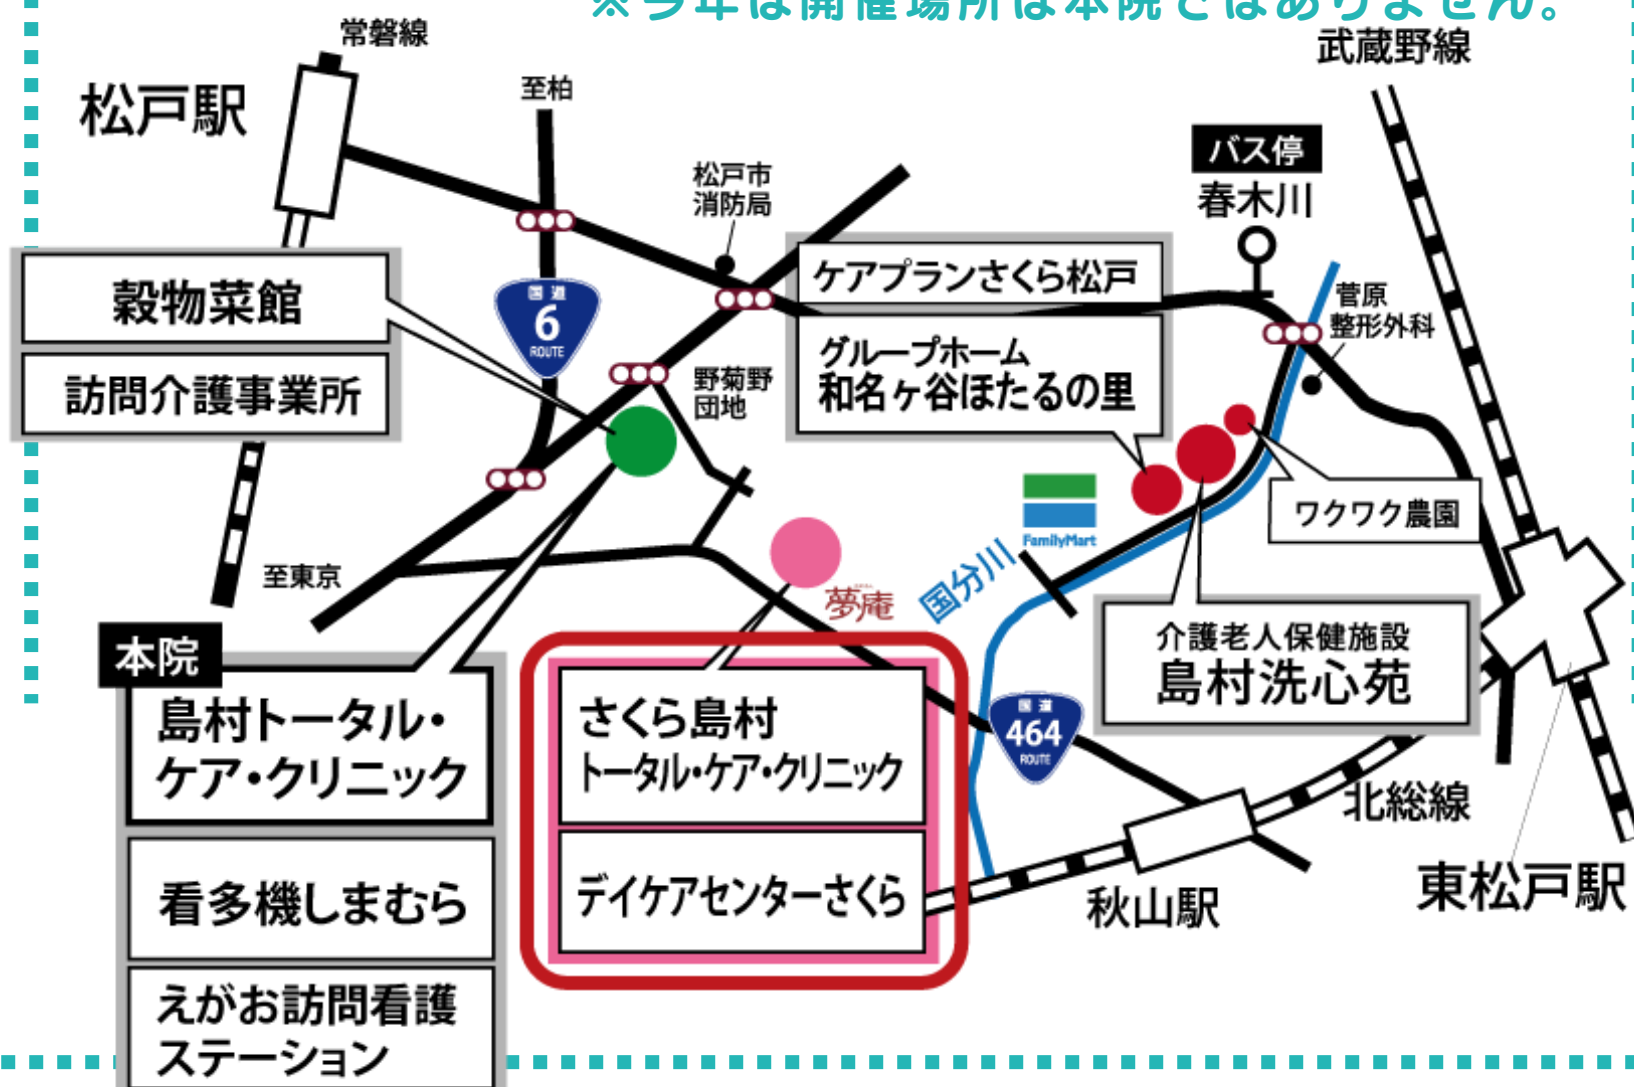 ※今年は開催場所は本院ではありません。
常磐線
松戸駅
至柏
武蔵野線
バス停
春木川
松戸市
消防局
穀物菜館
訪問介護事業所
国道
6
ROUTE
ケアプランさくら松戸
グループホーム
和名ヶ谷ほたるの里
菅原
整形外科
野菊野
団地
ワクワク農園
FamilyMart
国分川
至東京
夢庵
介護老人保健施設
島村洗心苑
本院
島村トータル・
ケア・クリニック
看多機しまむら
えがお訪問看護
ステーション
さくら島村
トータル・ケア・クリニック
デイケアセンターさくら
国道
464
ROUTE
北総線
秋山駅
東松戸駅